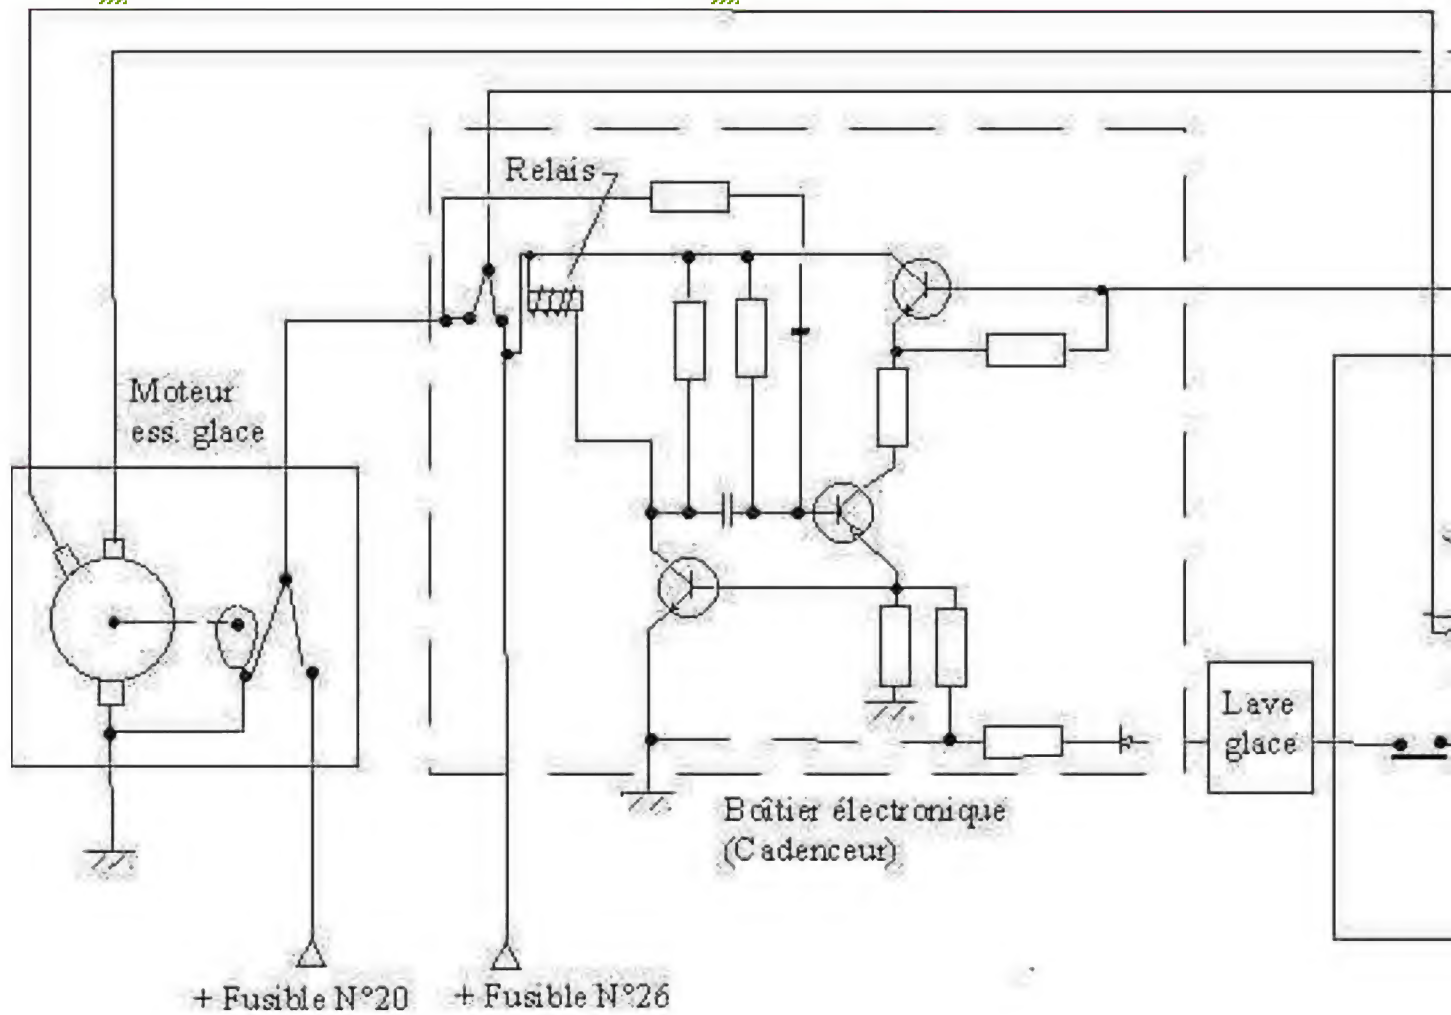 Relais
Moteur
ess. glace
Lave
glace
Boîtier électronique
(Cadenceur)
+ Fusible N°20
+ Fusible N°26